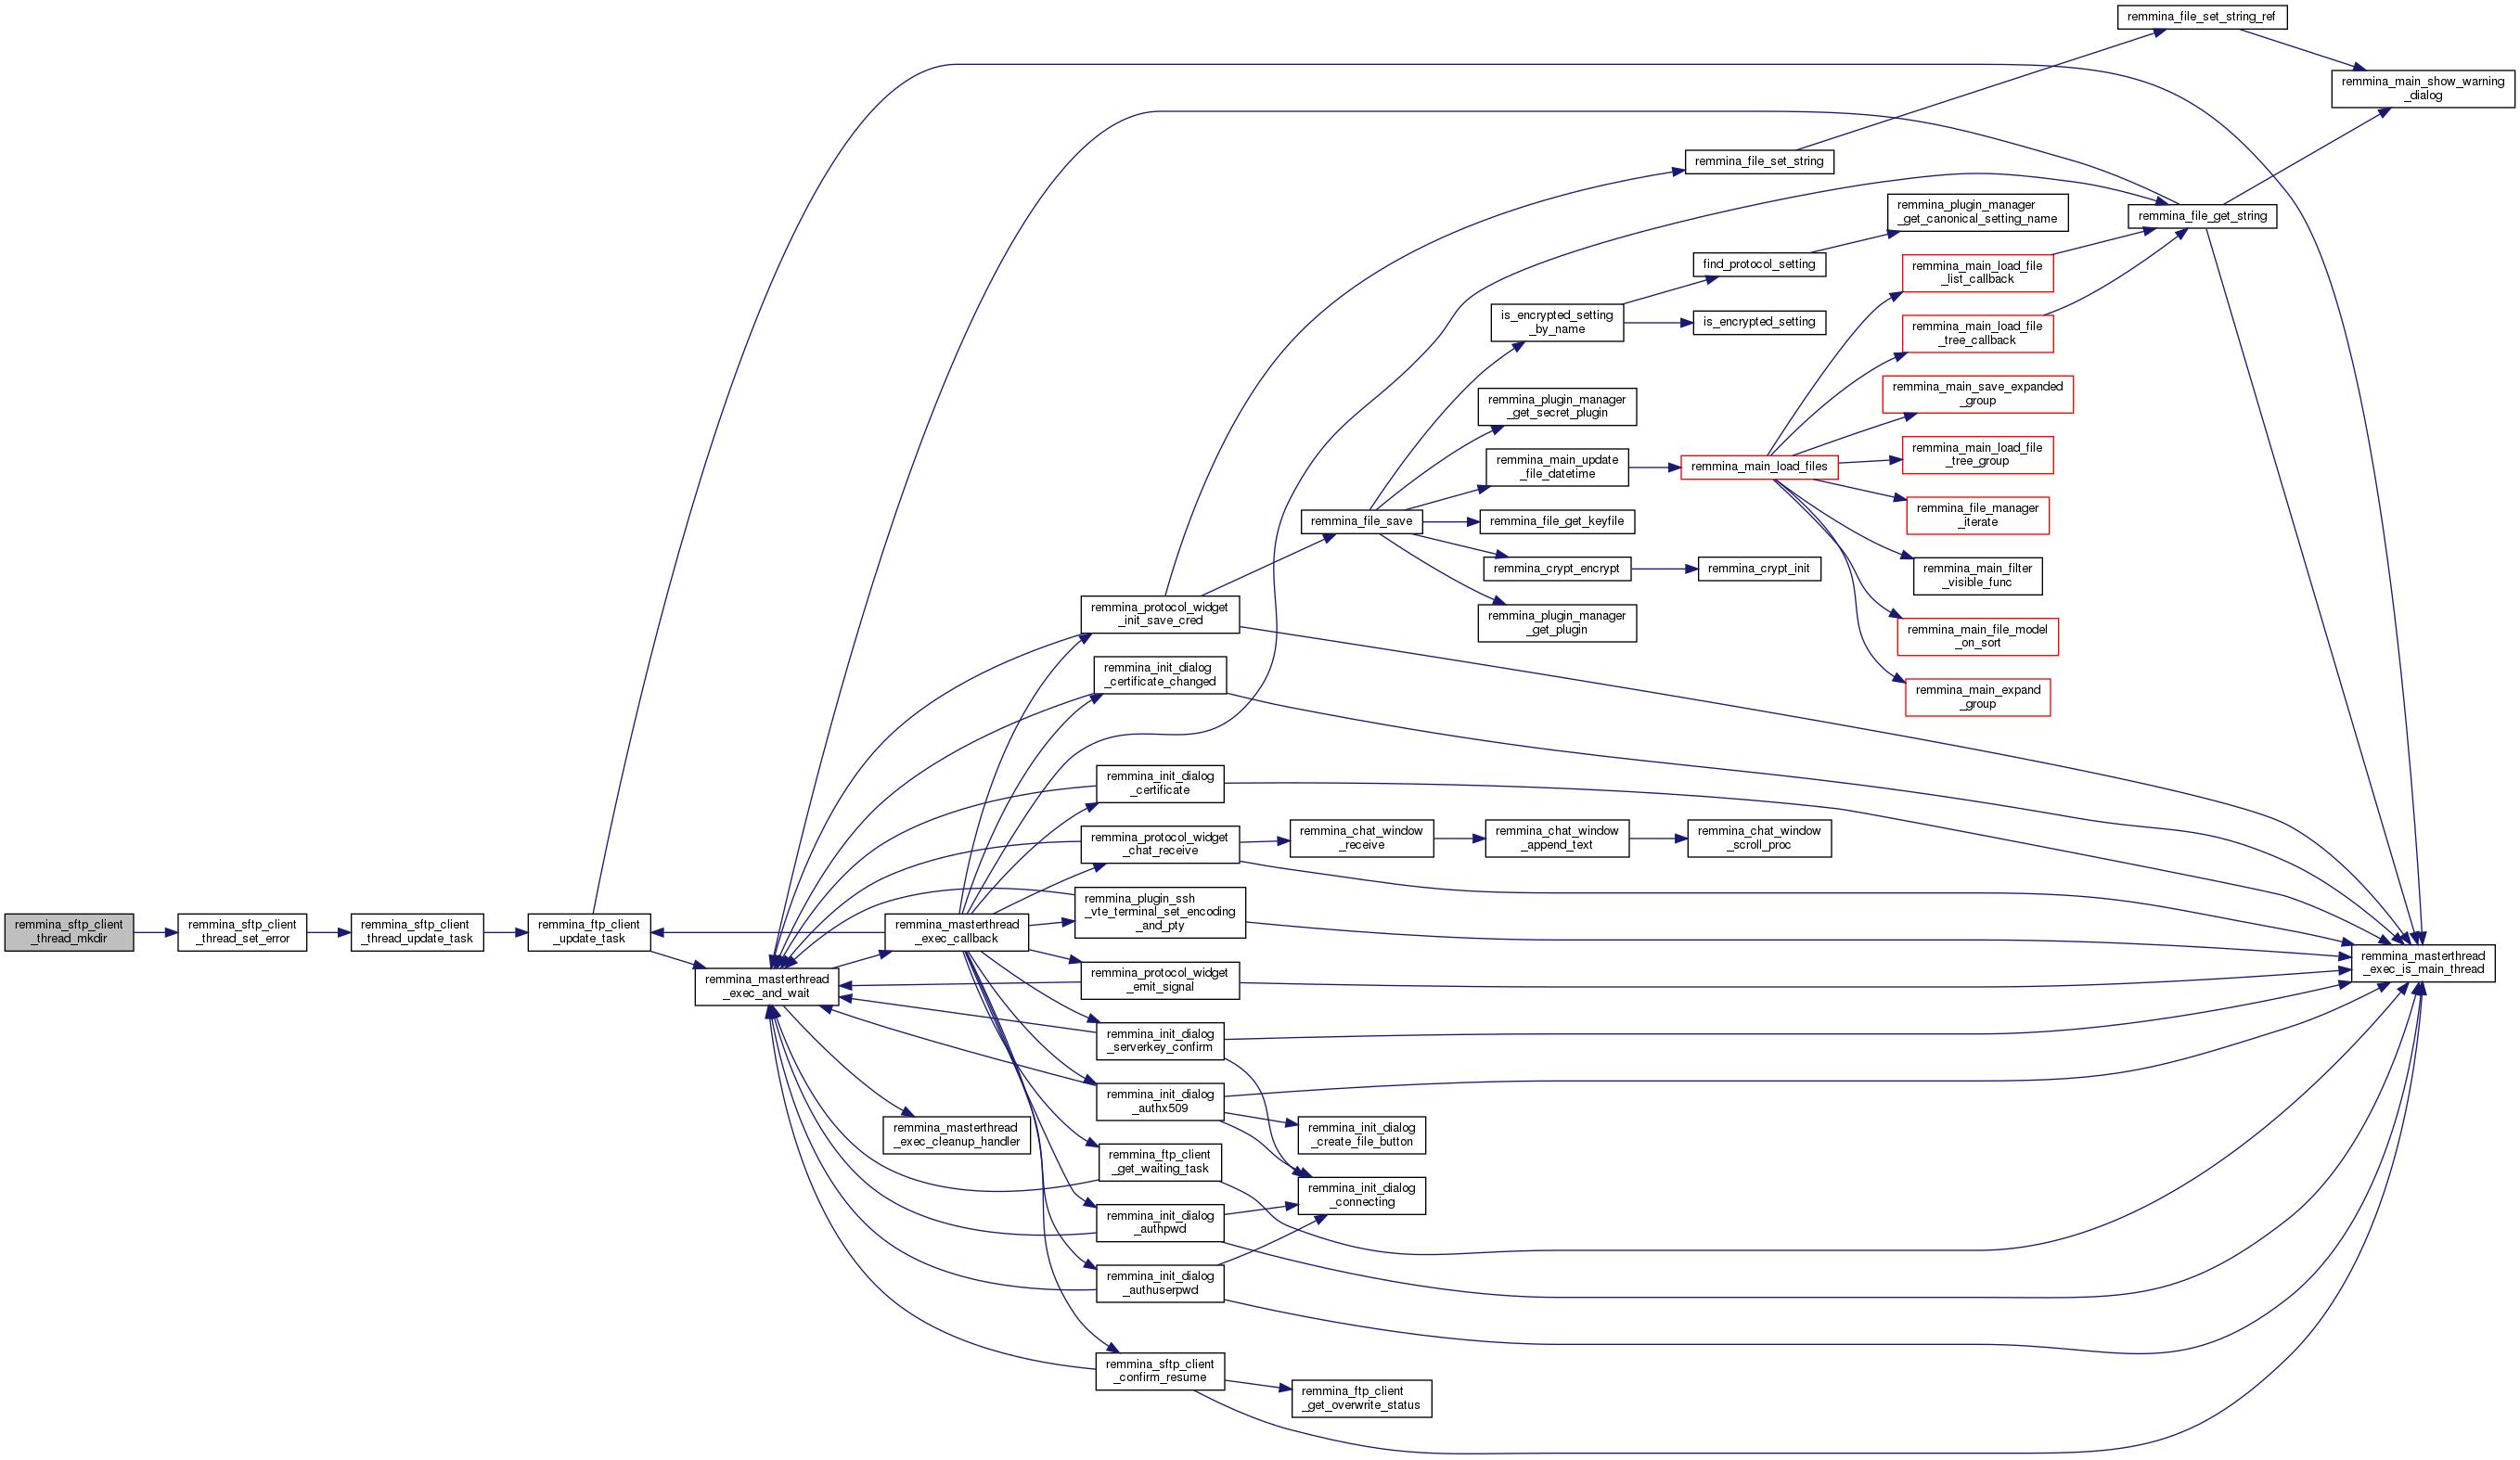 remmina_sftp_client
_thread_mkdir
remmina_sftp_client
_thread_set_error
remmina_sftp_client
_thread_update_task
remmina_ftp_client
_update_task
remmina_masterthread
_exec_and_wait
remmina_masterthread
_exec_callback
remmina_masterthread
_exec_cleanup_handler
remmina_protocol_widget
_init_save_cred
remmina_init_dialog
_certificate_changed
remmina_init_dialog
_certificate
remmina_protocol_widget
_chat_receive
remmina_plugin_ssh
_vte_terminal_set_encoding
_and_pty
remmina_protocol_widget
_emit_signal
remmina_init_dialog
_serverkey_confirm
remmina_init_dialog
_authx509
remmina_ftp_client
_get_waiting_task
remmina_init_dialog
_authpwd
remmina_init_dialog
_authuserpwd
remmina_sftp_client
_confirm_resume
remmina_file_save
remmina_chat_window
_receive
remmina_init_dialog
_create_file_button
remmina_init_dialog
_connecting
remmina_ftp_client
_get_overwrite_status
is_encrypted_setting
_by_name
remmina_plugin_manager
_get_secret_plugin
remmina_main_update
_file_datetime
remmina_file_get_keyfile
remmina_crypt_encrypt
remmina_plugin_manager
_get_plugin
remmina_chat_window
_append_text
remmina_file_set_string
find_protocol_setting
is_encrypted_setting
remmina_main_load_files
remmina_crypt_init
remmina_chat_window
_scroll_proc
remmina_plugin_manager
_get_canonical_setting_name
remmina_main_load_file
_list_callback
remmina_main_load_file
_tree_callback
remmina_main_save_expanded
_group
remmina_main_load_file
_tree_group
remmina_file_manager
_iterate
remmina_main_filter
_visible_func
remmina_main_file_model
_on_sort
remmina_main_expand
_group
remmina_file_set_string_ref
remmina_file_get_string
remmina_main_show_warning
_dialog
remmina_masterthread
_exec_is_main_thread